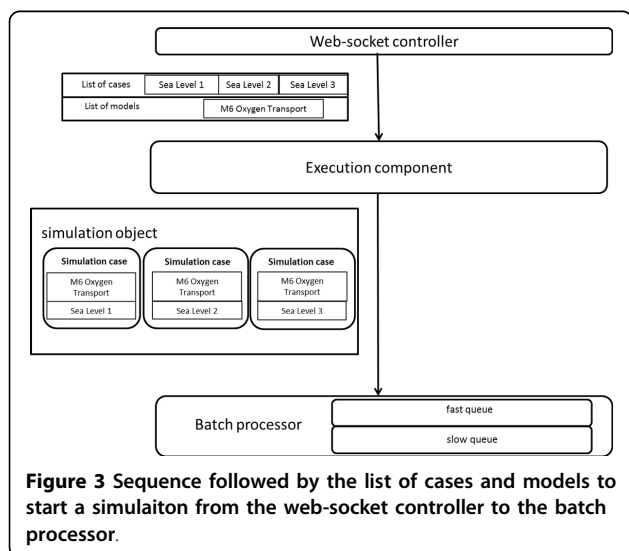 Web-socket controller
List of cases Sea Level 1 Sea Level 2 Sea Level 3
List of models M6 Oxygen Transport
Execution component
simulation object
Simulation case Simulation case Simulation case
M6 Oxygen M6 Oxygen M6 Oxygen
Transport Transport Transport
Sea Level 1 Sea Level 2 Sea Level 3
fast queue
Batch processor
slow queue
Figure 3 Sequence followed by the list of cases and models to
start a simulaiton from the web-socket controller to the batch
processor.